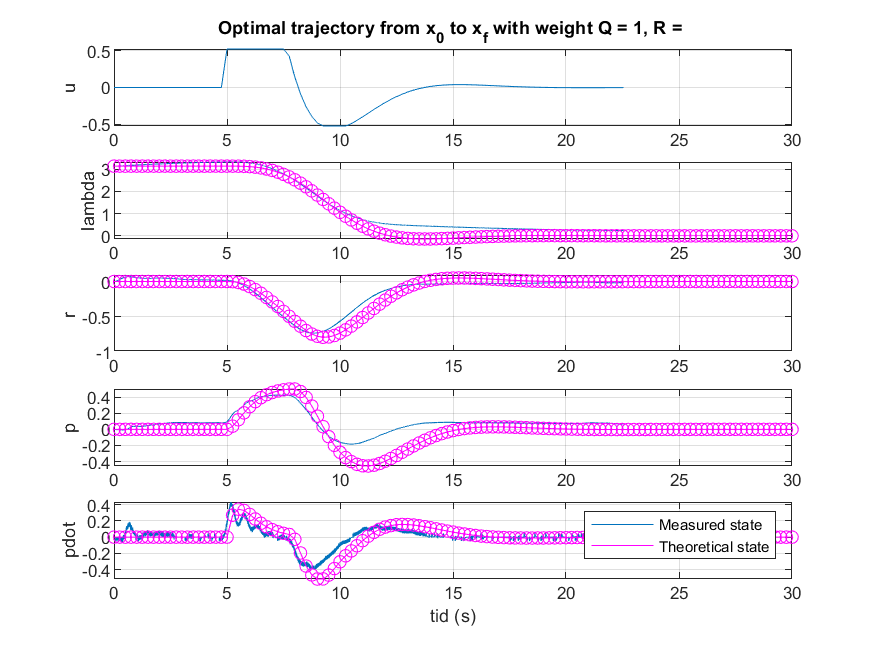 Optimal trajectory from x0 to xf with weight Q = 1, R =
0.5
0
-0.5
u
0 5 10 15 20 25 30
3
2
1
0
lambda
0 5 10 15 20 25 30
0
-0.5
-1
r
0 5 10 15 20 25 30
0.4
0.2
0
-0.2
-0.4
p
0 5 10 15 20 25 30
0.4
0.2
0
-0.2
-0.4
pdot
Measured state
Theoretical state
0 5 10 15 20 25 30
tid (s)